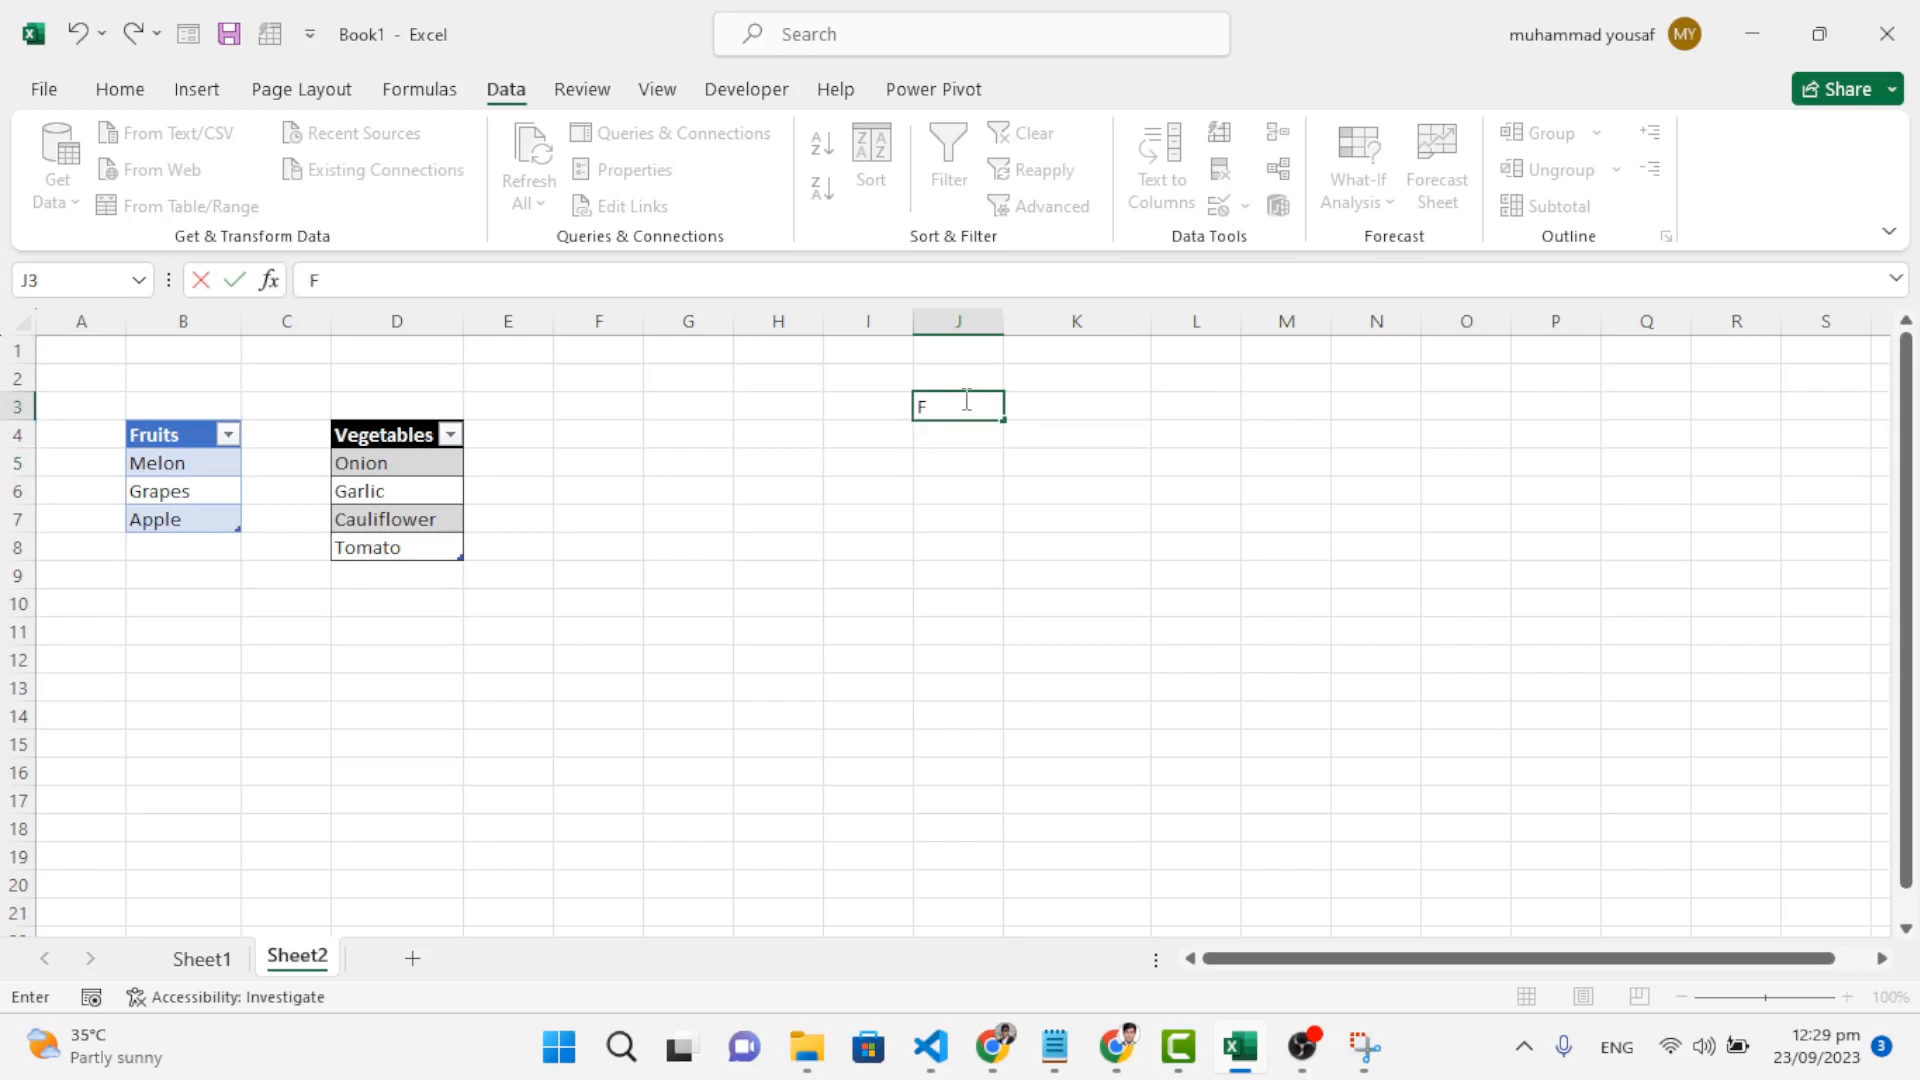 Book1 - Excel
Search
muhammad yousaf
MY
File
Home
Insert
Page Layout
Formulas
Data
Review
View
Developer
Help
Power Pivot
Share
Get
Data
From Text/CSV
From Web
From Table/Range
Recent Sources
Existing Connections
Get & Transform Data
Refresh
All
Queries & Connections
Properties
Edit Links
Queries & Connections
Sort
Filter
Clear
Reapply
Advanced
Sort & Filter
Text to
Columns
Data Tools
What-If
Analysis
Forecast
Sheet
Forecast
Group
Ungroup
Subtotal
Outline
J3
fx
F
A B C D E F G H I J K L M N O P Q R S
1
2
3 F
4 Fruits Vegetables
5 Melon Onion
6 Grapes Garlic
7 Apple Cauliflower
8 Tomato
9
10
11
12
13
14
15
16
17
18
19
20
21
Sheet1
Sheet2
Enter
Accessibility: Investigate
100%
35°C
Partly sunny
ENG
12:29 pm
23/09/2023
3